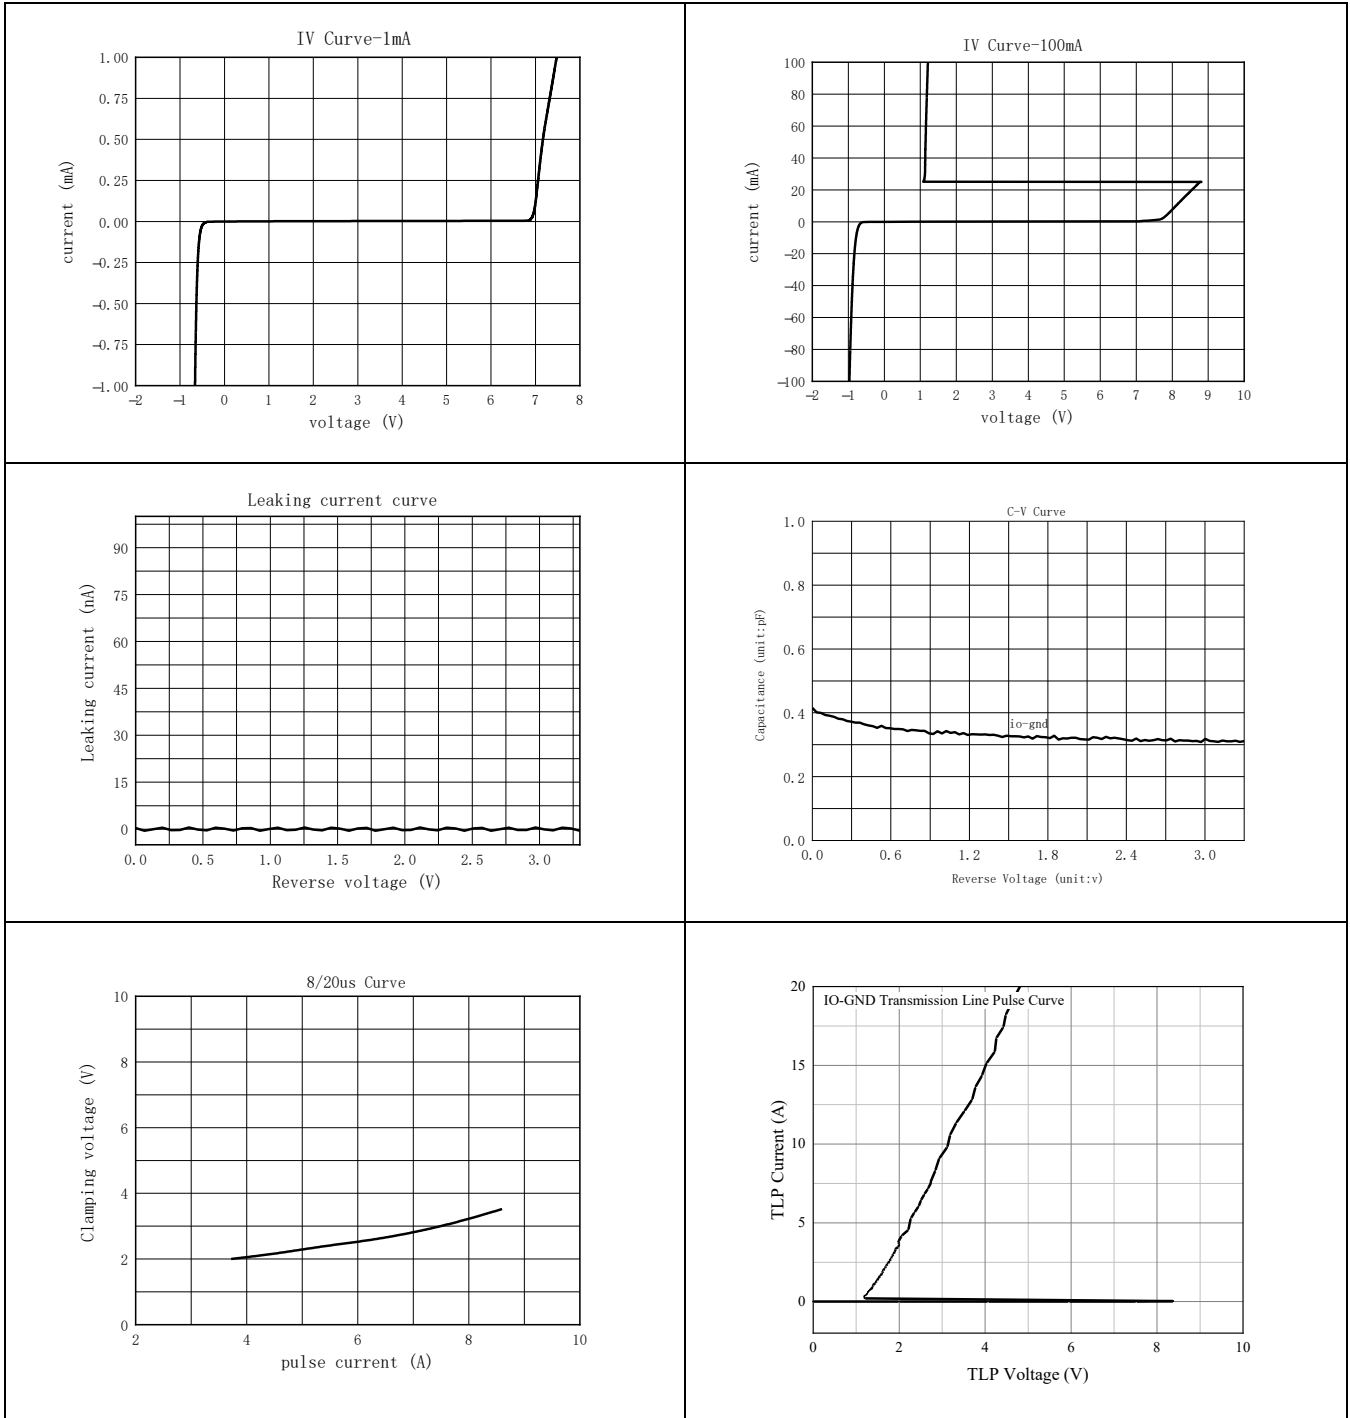 IV Curve-1mA
1.00
0.75
0.50
0.25
0.00
-0.25
-0.50
-0.75
-1.00
current (mA)
-2 -1 0 1 2 3 4 5 6 7 8
voltage (V)
IV Curve-100mA
100
80
60
40
20
0
-20
-40
-60
-80
-100
current (mA)
-2 -1 0 1 2 3 4 5 6 7 8 9 10
voltage (V)
Leaking current curve
90
75
60
45
30
15
0
Leaking current (nA)
0.0 0.5 1.0 1.5 2.0 2.5 3.0
Reverse voltage (V)
C-V Curve
1.0
0.8
0.6
0.4
0.2
0.0
Capacitance (unit:pF)
io-gnd
0.0 0.6 1.2 1.8 2.4 3.0
Reverse Voltage (unit:v)
8/20us Curve
10
8
6
4
2
0
Clamping voltage (V)
2 4 6 8 10
pulse current (A)
IO-GND Transmission Line Pulse Curve
20
15
10
5
0
TLP Current (A)
0 2 4 6 8 10
TLP Voltage (V)